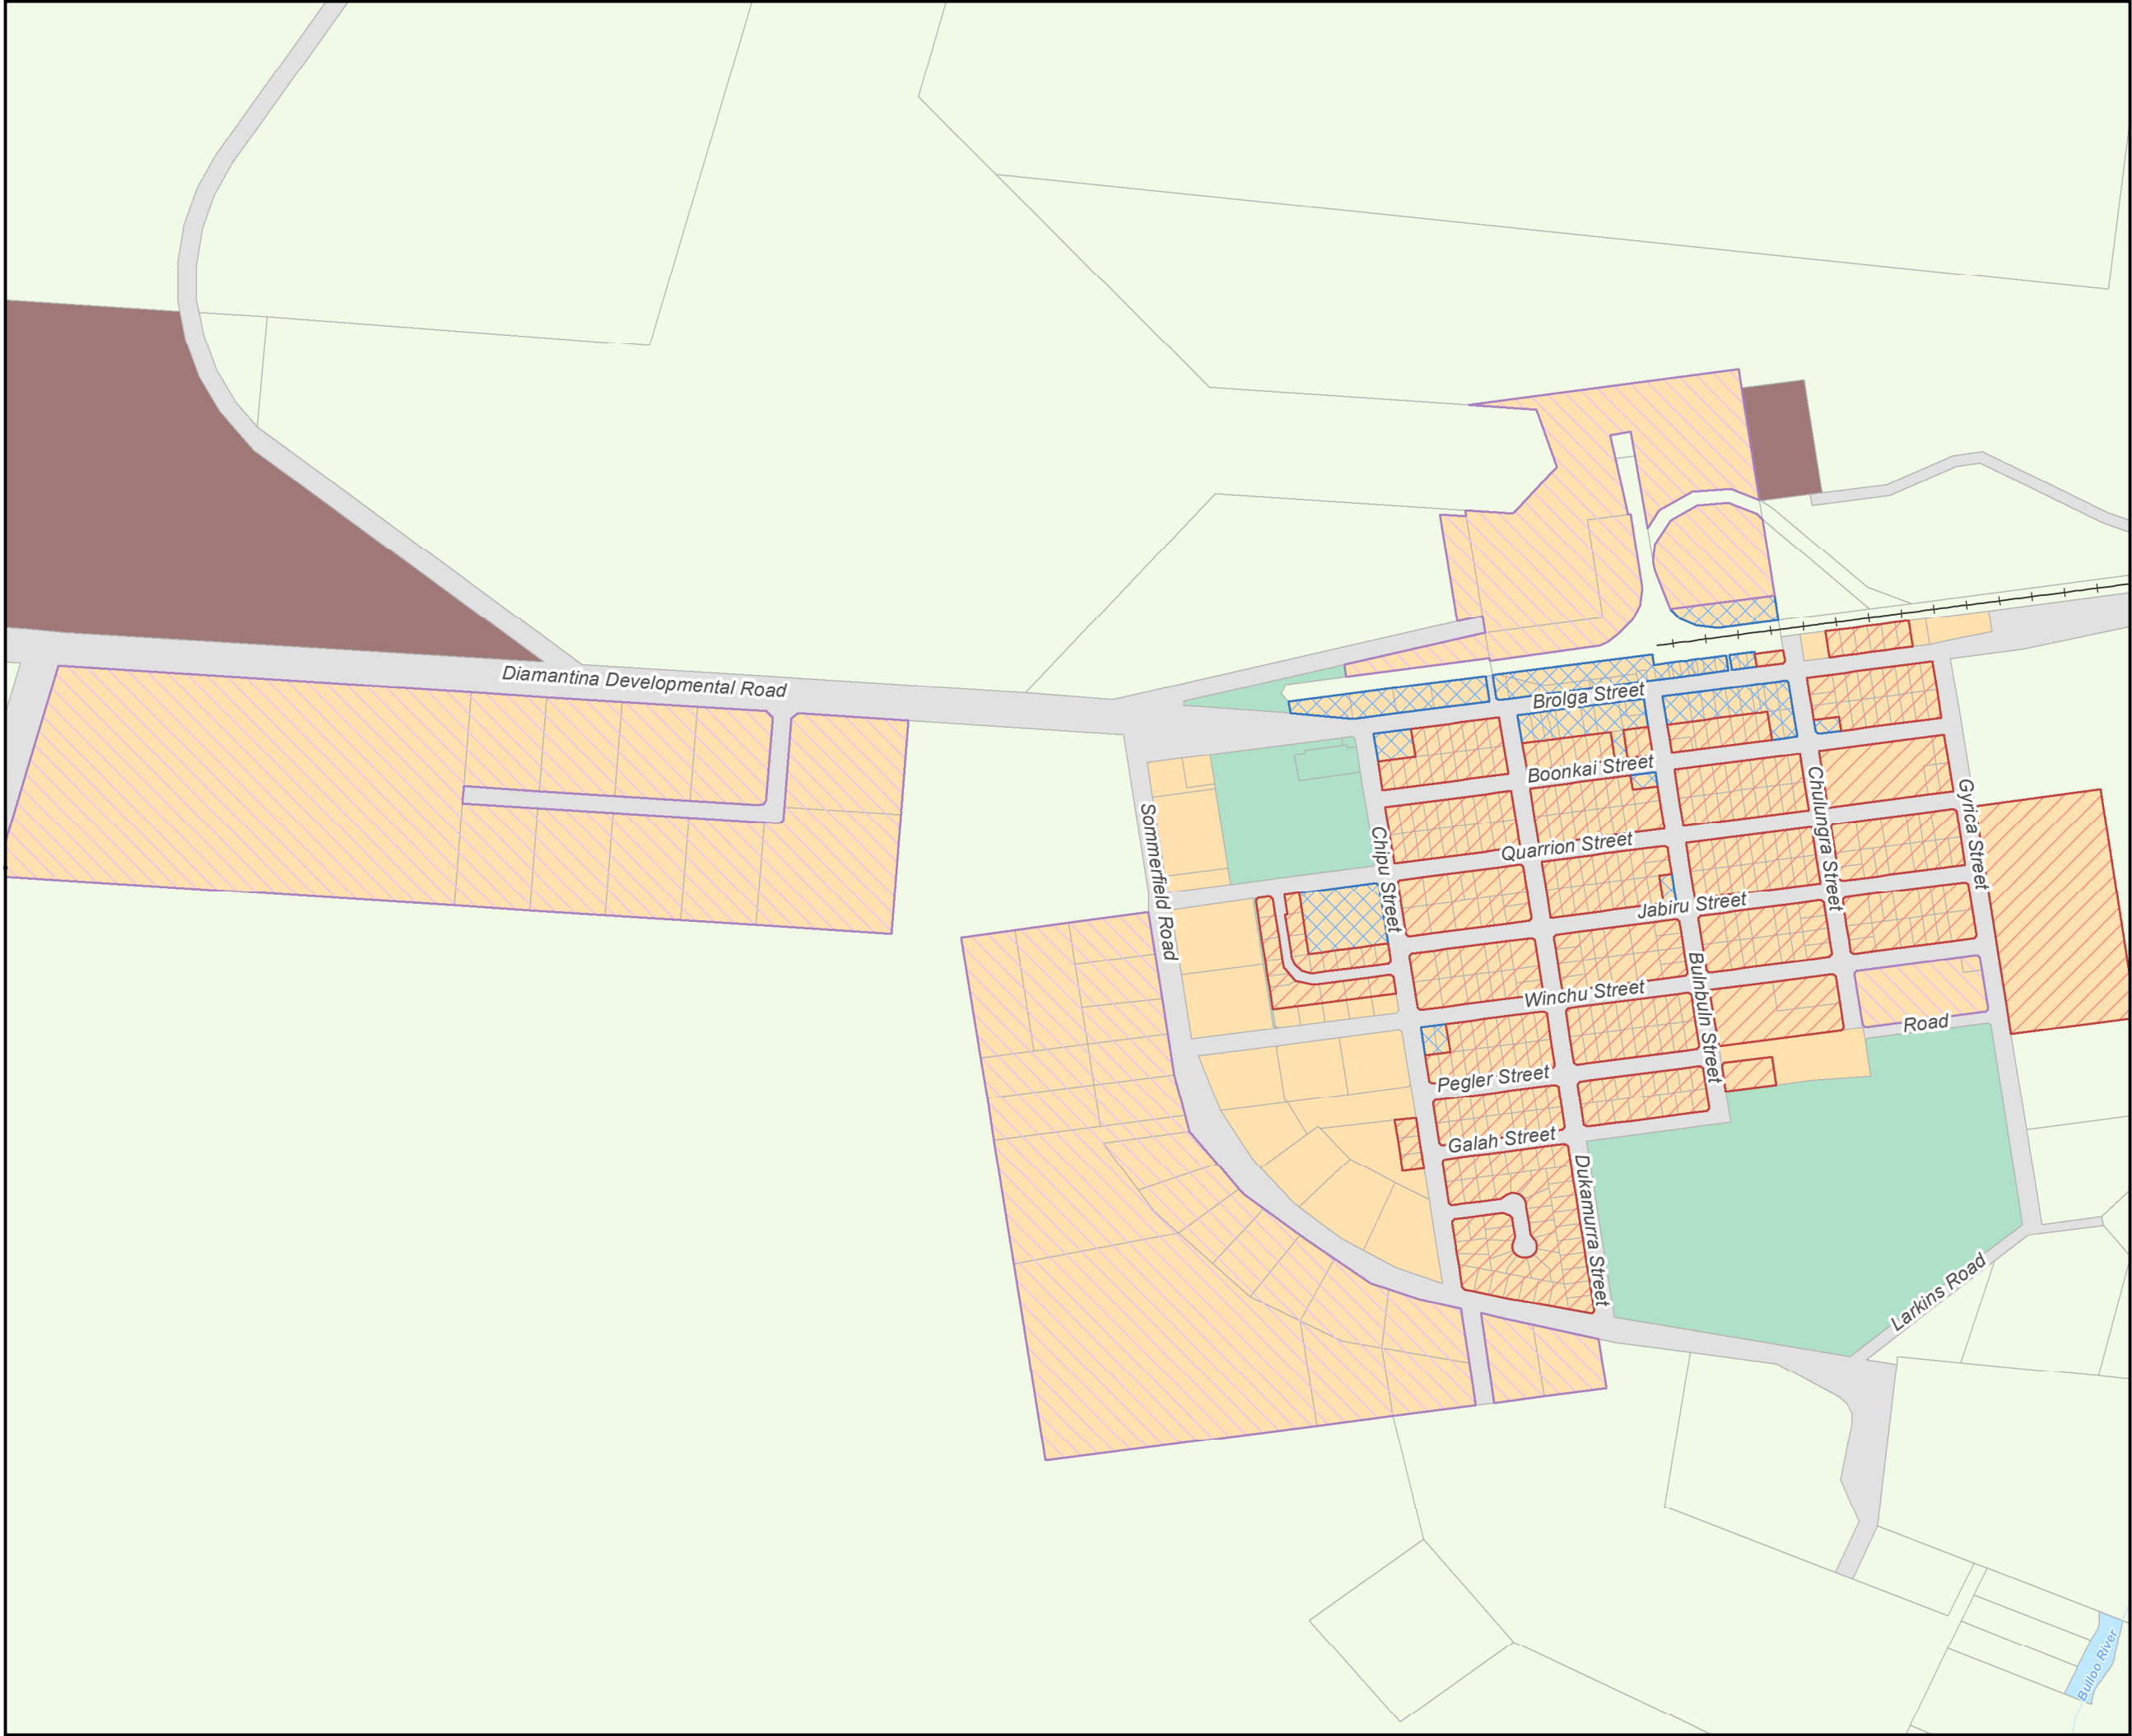 Diamantina Developmental Road
Brolga Street
Boonkai Street
Quarrion Street
Jabiru Street
Winchu Street
Pegler Street
Galah Street
Road
Sommerfield Road
Chipu Street
Chulungra Street
Gyrica Street
Bulnbuln Street
Dukamurra Street
Larkins Road
Bulloo River